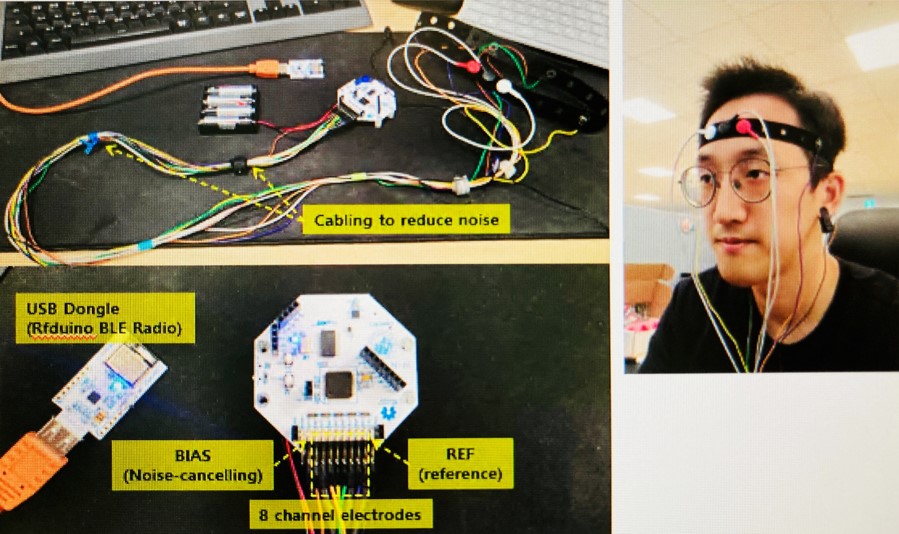 Cabling to reduce noise
USB Dongle
(Rfduino BLE Radio)
BIAS
(Noise-cancelling)
REF
(reference)
8 channel electrodes